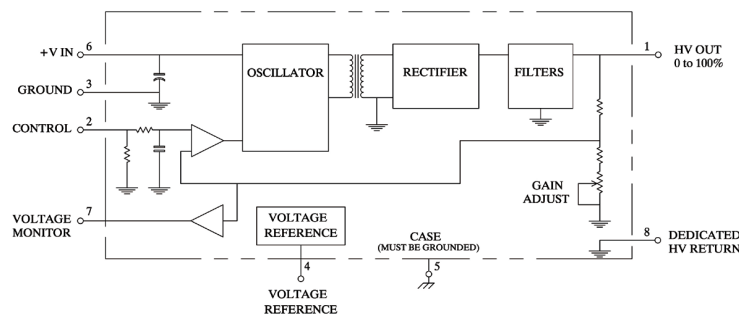 +V IN
6
GROUND
3
CONTROL
2
VOLTAGE
MONITOR
7
OSCILLATOR
RECTIFIER
FILTERS
1
HV OUT
0 to 100%
GAIN
ADJUST
8
DEDICATED
HV RETURN
VOLTAGE
REFERENCE
4
VOLTAGE
REFERENCE
CASE
(MUST BE GROUNDED)
5